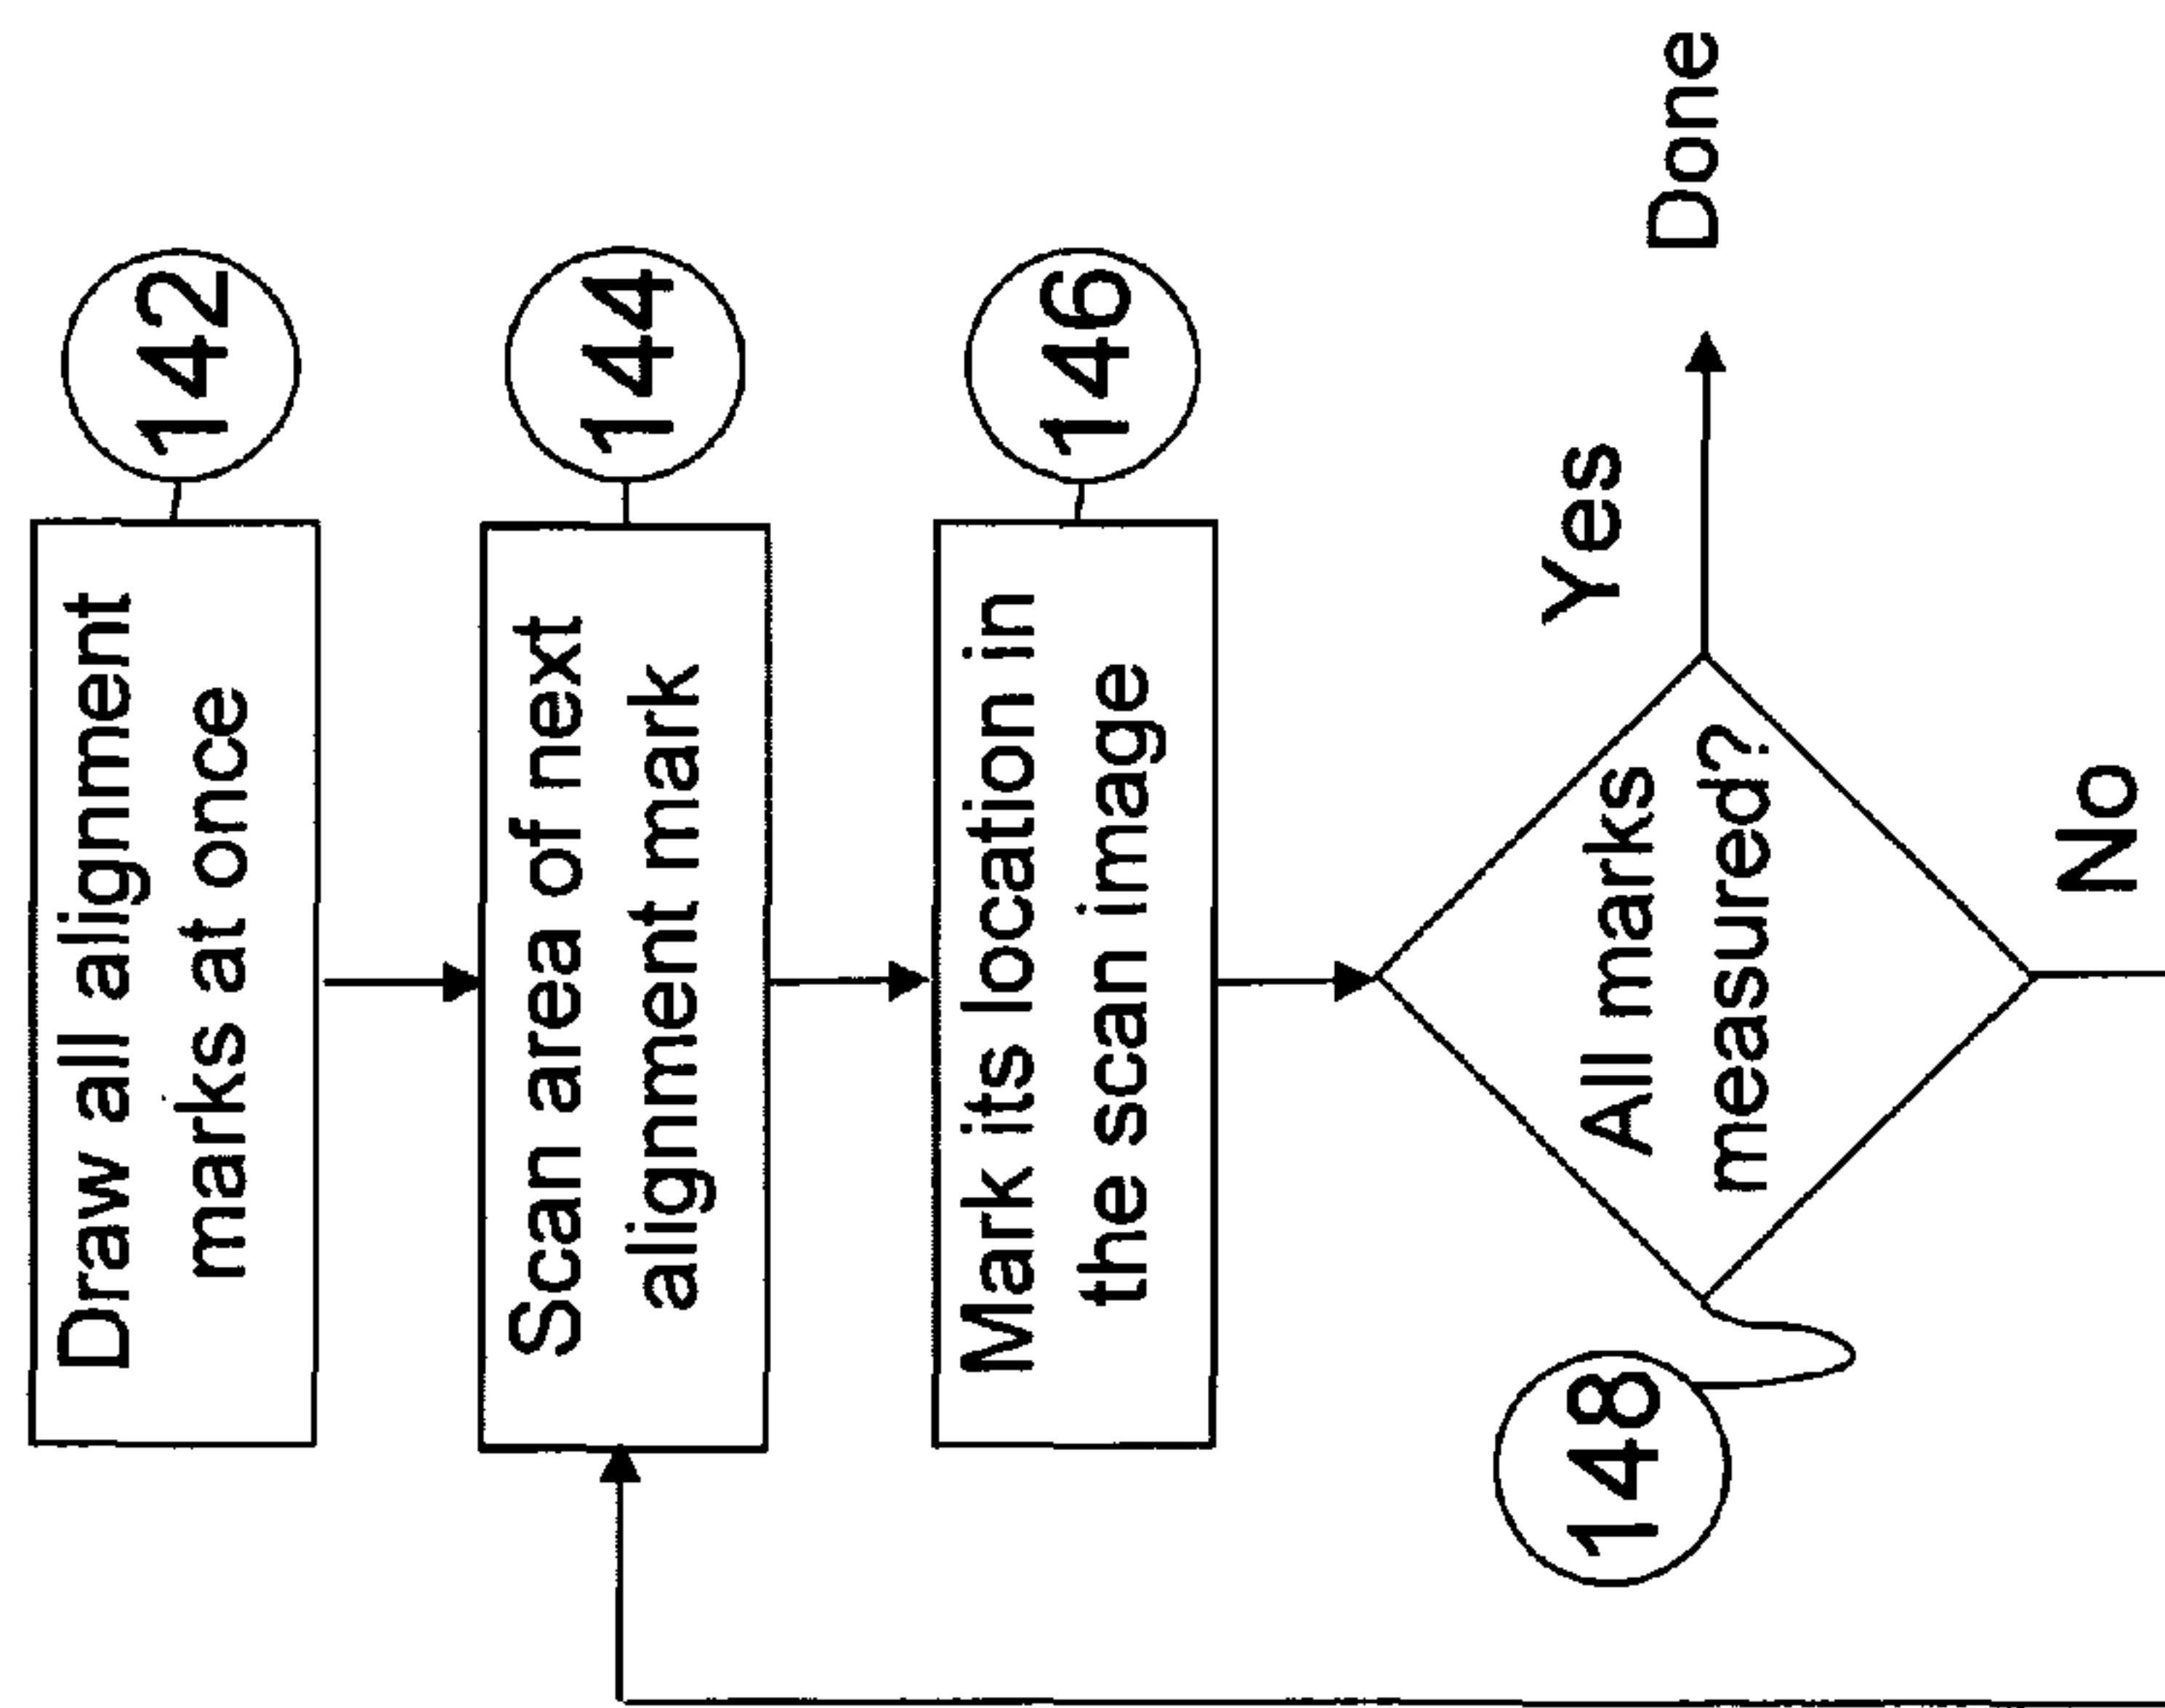 Draw all alignment
marks at once
142
Scan area of next
alignment mark
144
Mark its location in
the scan image
146
All marks
measured?
148
Yes
Done
No